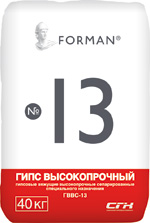 FORMAN®
№ 13
ГИПС ВЫСОКОПРОЧНЫЙ
гипсовые вяжущие высокопрочные сепарированные
специального назначения
ГВВС-13
40 КГ
СГК